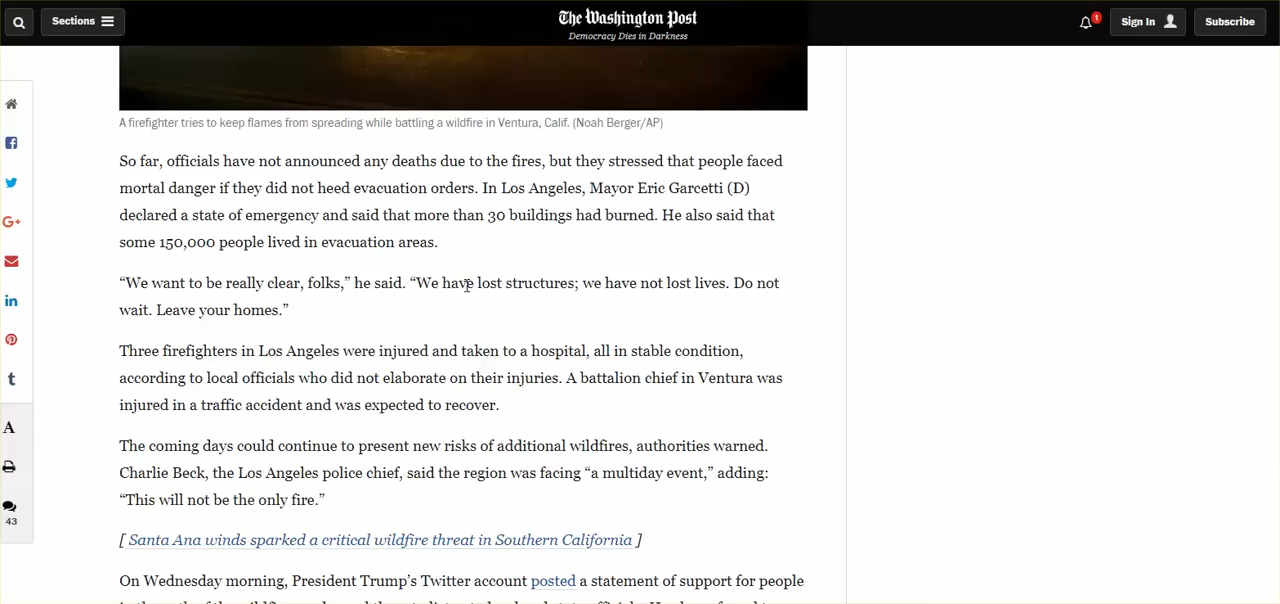 Sections
The Washington Post
Democracy Dies in Darkness
1
Sign In
Subscribe
A firefighter tries to keep flames from spreading while battling a wildfire in Ventura, Calif. (Noah Berger/AP)
So far, officials have not announced any deaths due to the fires, but they stressed that people faced
mortal danger if they did not heed evacuation orders. In Los Angeles, Mayor Eric Garcetti (D)
declared a state of emergency and said that more than 30 buildings had burned. He also said that
some 150,000 people lived in evacuation areas.
“We want to be really clear, folks,” he said. “We have lost structures; we have not lost lives. Do not
wait. Leave your homes.”
Three firefighters in Los Angeles were injured and taken to a hospital, all in stable condition,
according to local officials who did not elaborate on their injuries. A battalion chief in Ventura was
injured in a traffic accident and was expected to recover.
The coming days could continue to present new risks of additional wildfires, authorities warned.
Charlie Beck, the Los Angeles police chief, said the region was facing “a multiday event,” adding:
“This will not be the only fire.”
[ Santa Ana winds sparked a critical wildfire threat in Southern California ]
On Wednesday morning, President Trump’s Twitter account posted a statement of support for people
G+
in
t
A
43